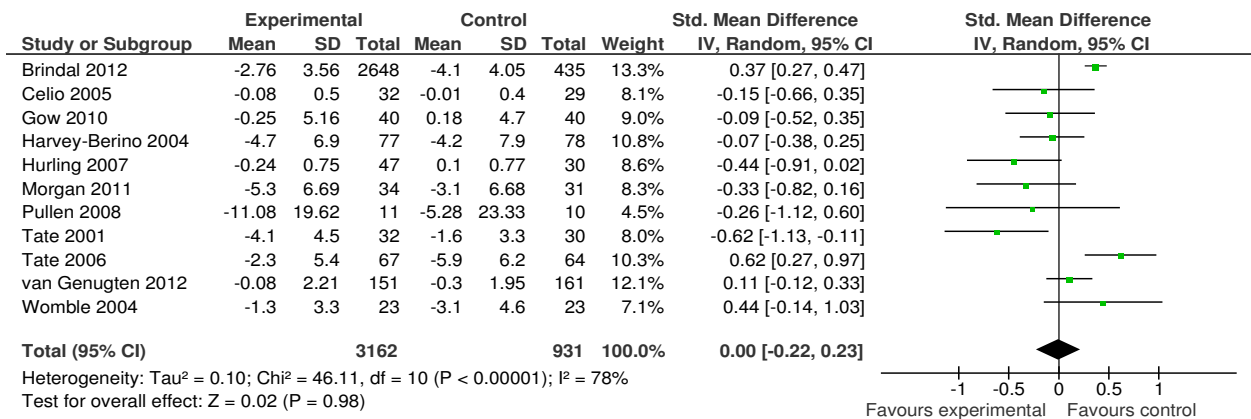 Experimental Control Std. Mean Difference Std. Mean Difference
Study or Subgroup Mean SD Total Mean SD Total Weight IV, Random, 95% CI IV, Random, 95% CI
Brindal 2012 -2.76 3.56 2648 -4.1 4.05 435 13.3% 0.37 [0.27, 0.47]
Celio 2005 -0.08 0.5 32 -0.01 0.4 29 8.1% -0.15 [-0.66, 0.35]
Gow 2010 -0.25 5.16 40 0.18 4.7 40 9.0% -0.09 [-0.52, 0.35]
Harvey-Berino 2004 -4.7 6.9 77 -4.2 7.9 78 10.8% -0.07 [-0.38, 0.25]
Hurling 2007 -0.24 0.75 47 0.1 0.77 30 8.6% -0.44 [-0.91, 0.02]
Morgan 2011 -5.3 6.69 34 -3.1 6.68 31 8.3% -0.33 [-0.82, 0.16]
Pullen 2008 -11.08 19.62 11 -5.28 23.33 10 4.5% -0.26 [-1.12, 0.60]
Tate 2001 -4.1 4.5 32 -1.6 3.3 30 8.0% -0.62 [-1.13, -0.11]
Tate 2006 -2.3 5.4 67 -5.9 6.2 64 10.3% 0.62 [0.27, 0.97]
van Genugten 2012 -0.08 2.21 151 -0.3 1.95 161 12.1% 0.11 [-0.12, 0.33]
Womble 2004 -1.3 3.3 23 -3.1 4.6 23 7.1% 0.44 [-0.14, 1.03]
Total (95% CI) 3162 931 100.0% 0.00 [-0.22, 0.23]
Heterogeneity: Tau² = 0.10; Chi² = 46.11, df = 10 (P < 0.00001); I² = 78%
Test for overall effect: Z = 0.02 (P = 0.98)
-1 -0.5 0 0.5 1
Favours experimental Favours control